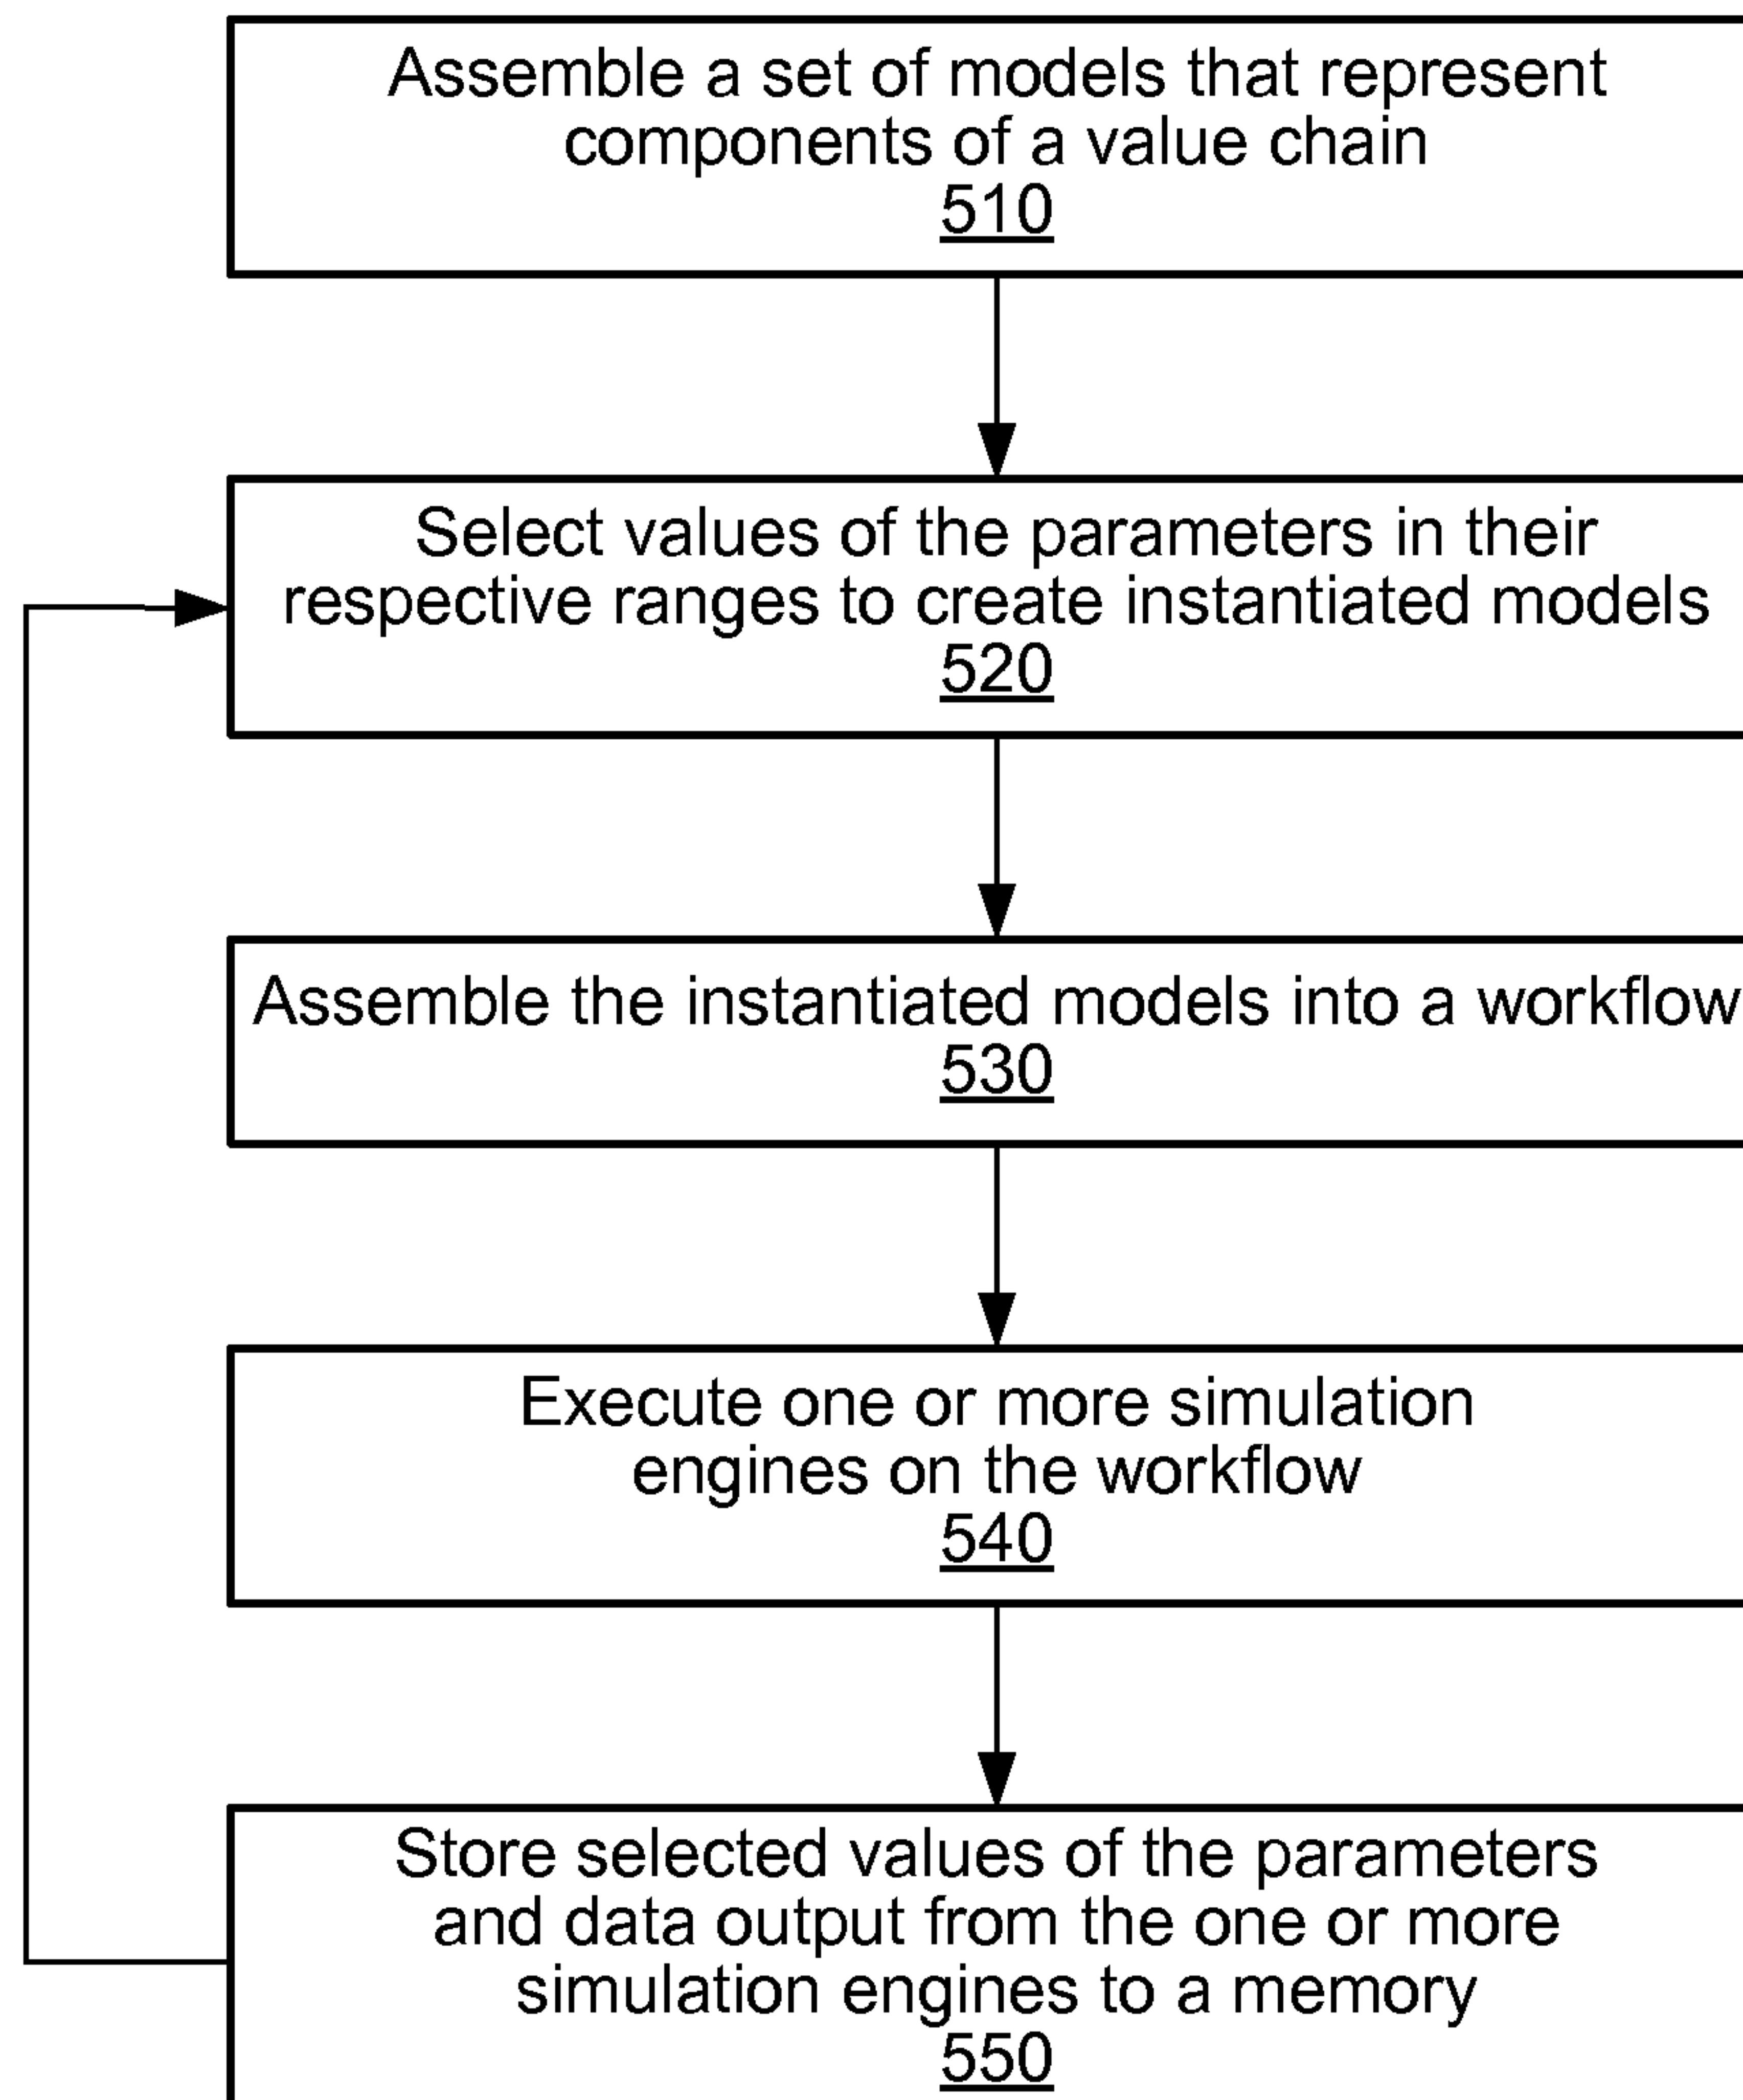 Assemble a set of models that represent
components of a value chain
510
Select values of the parameters in their
respective ranges to create instantiated models
520
Assemble the instantiated models into a workflow
530
Execute one or more simulation
engines on the workflow
540
Store selected values of the parameters
and data output from the one or more
simulation engines to a memory
550